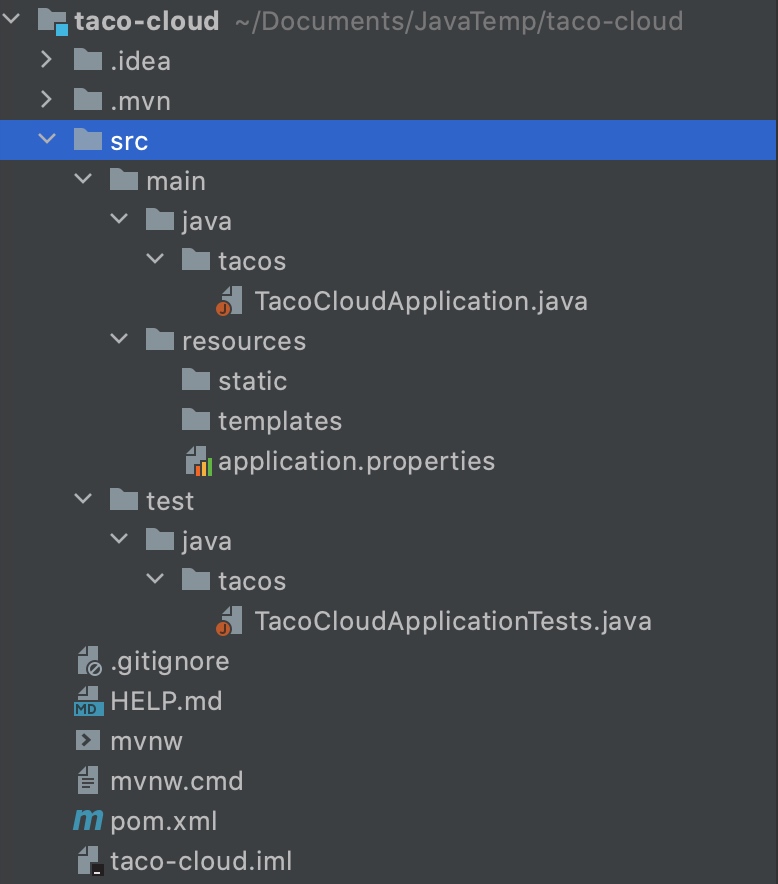 taco-cloud ~/Documents/JavaTemp/taco-cloud
.idea
.mvn
src
main
java
tacos
TacoCloudApplication.java
resources
static
templates
application.properties
test
java
tacos
TacoCloudApplicationTests.java
.gitignore
HELP.md
mvnw
mvnw.cmd
pom.xml
taco-cloud.iml